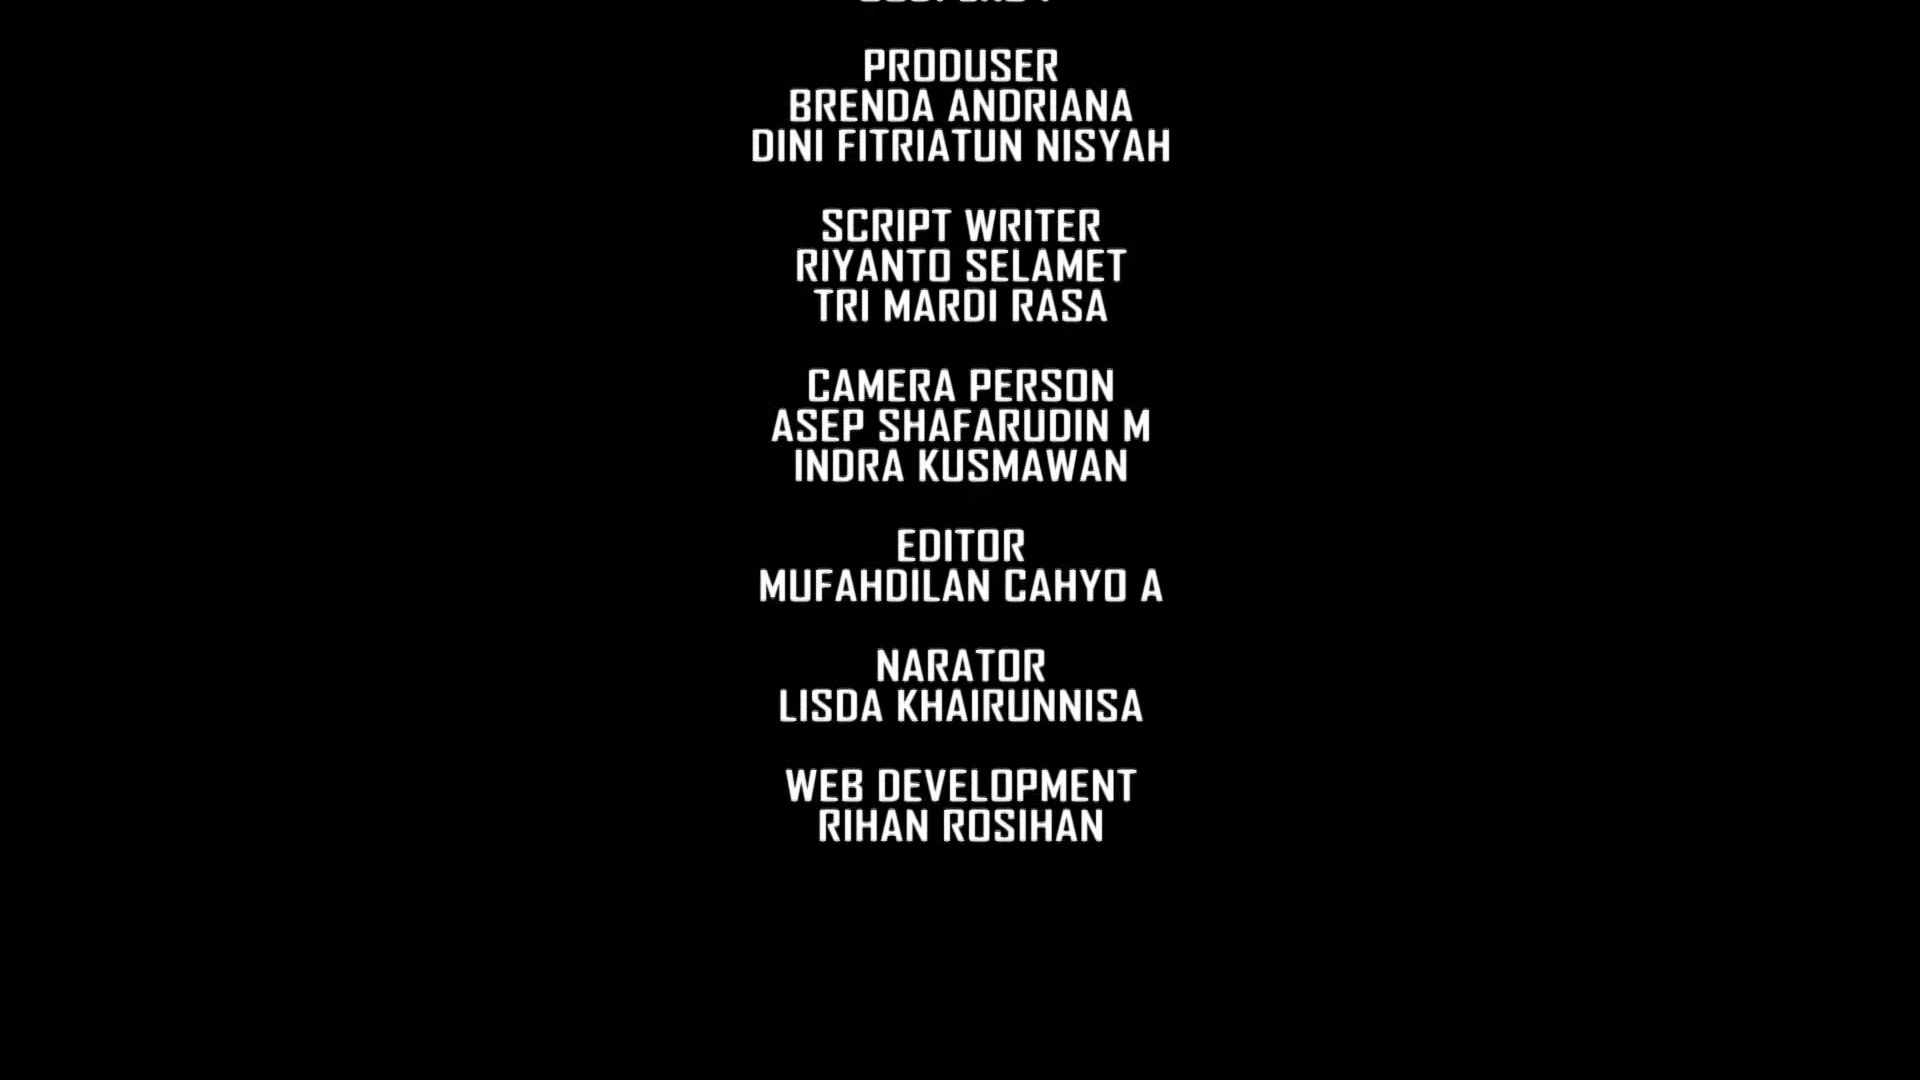 PRODUSER
BRENDA ANDRIANA
DINI FITRIATUN NISYAH
SCRIPT WRITER
RIYANTO SELAMET
TRI MARDI RASA
CAMERA PERSON
ASEP SHAFARUDIN M
INDRA KUSMAWAN
EDITOR
MUFAHDILAN CAHYO A
NARATOR
LISDA KHAIRUNNISA
WEB DEVELOPMENT
RIHAN ROSIHAN